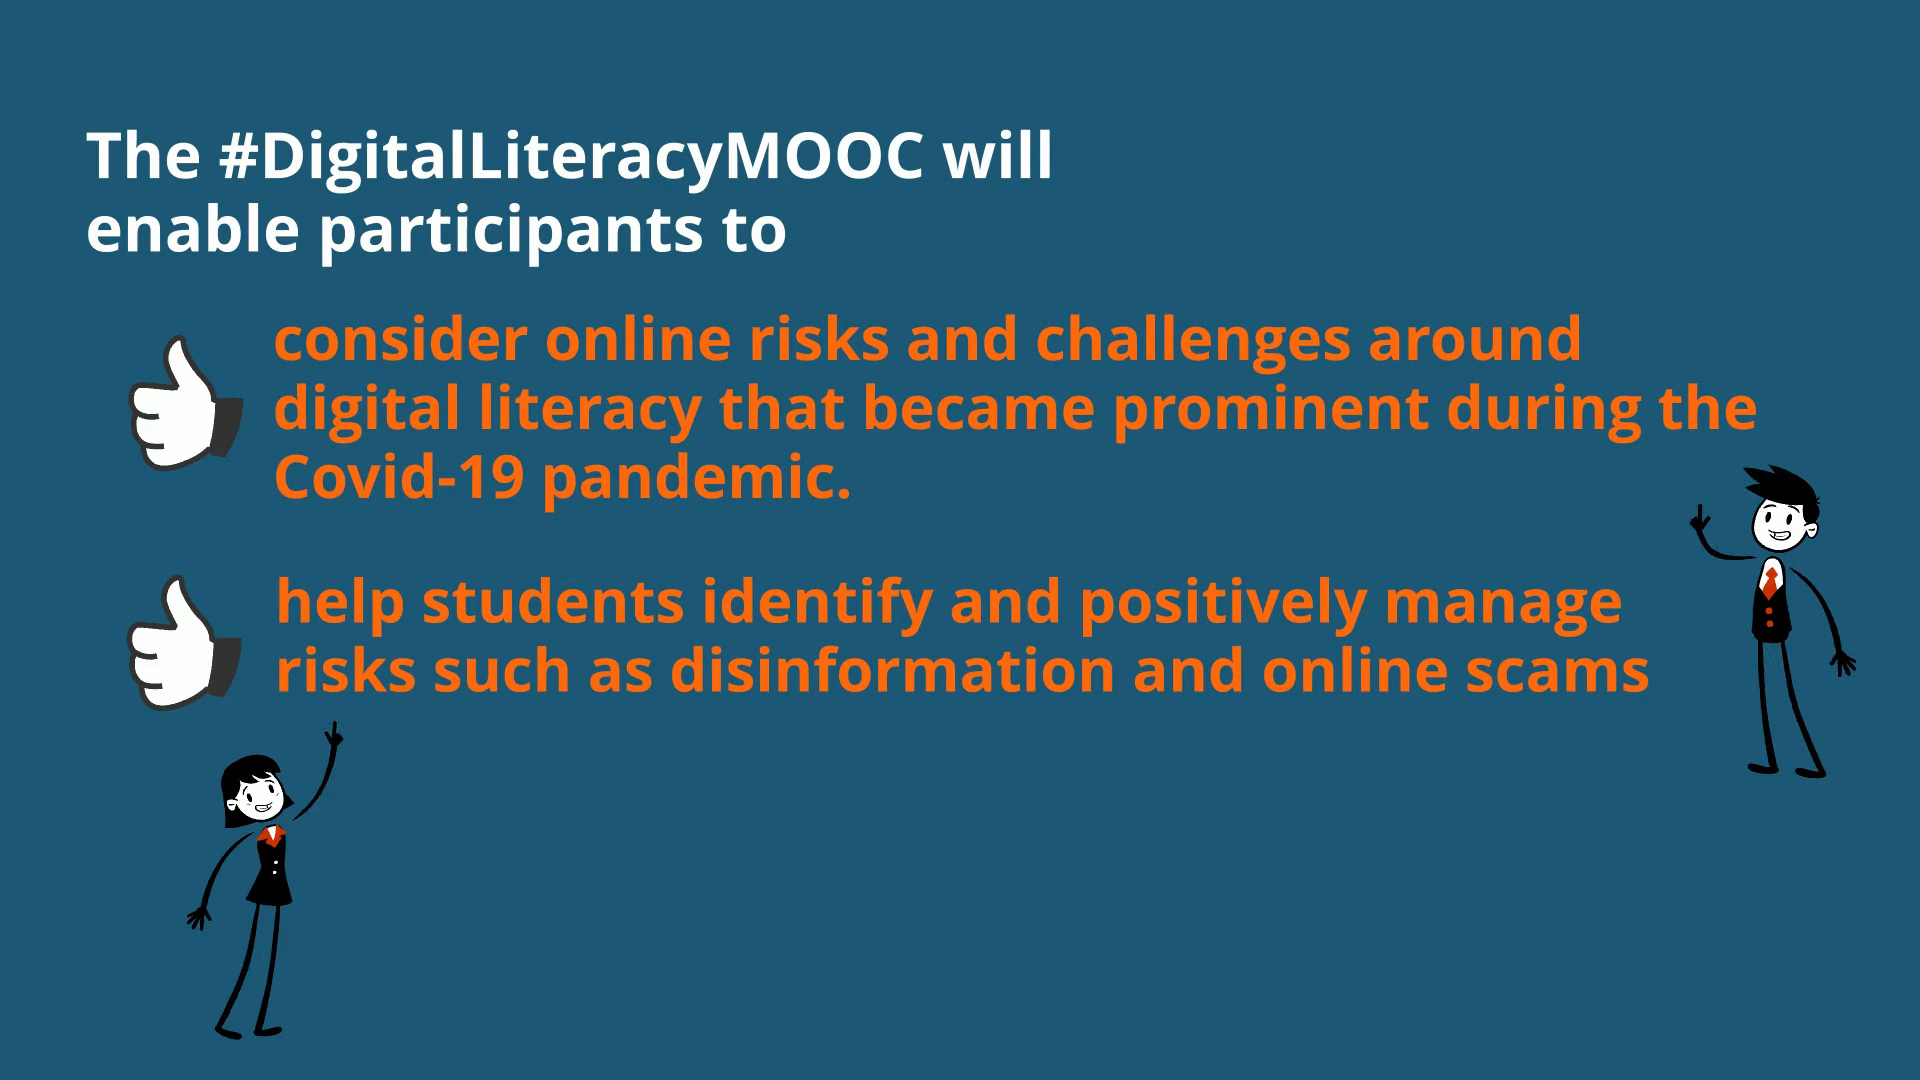 The #DigitalLiteracyMOOC will
enable participants to
consider online risks and challenges around
digital literacy that became prominent during the
Covid-19 pandemic.
help students identify and positively manage
risks such as disinformation and online scams